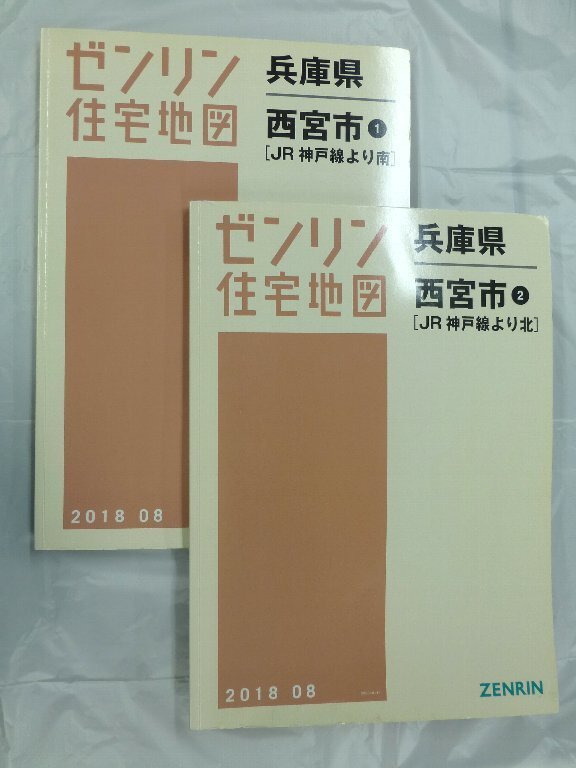 ゼンリン
住宅地図
兵庫県
西宮市❶
[JR 神戸線より南]
2018 08
ゼンリン
住宅地図
兵庫県
西宮市❷
[JR 神戸線より北]
2018 08
ZENRIN